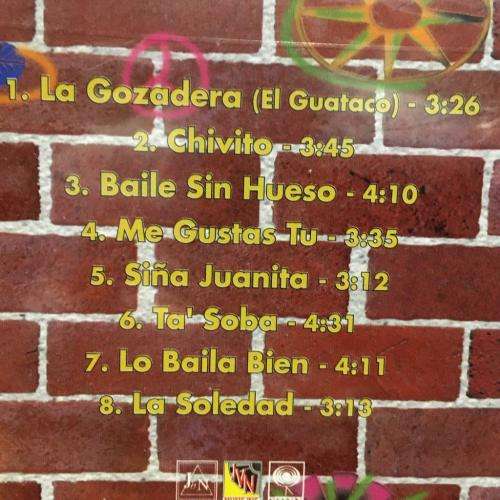 1. La Gozadera (El Guataco) - 3:26
2. Chivito - 3:45
3. Baile Sin Hueso - 4:10
4. Me Gustas Tu - 3:35
5. Siña Juanita - 3:12
6. Ta' Soba - 4:31
7. Lo Baila Bien - 4:11
8. La Soledad - 3:13
J&N